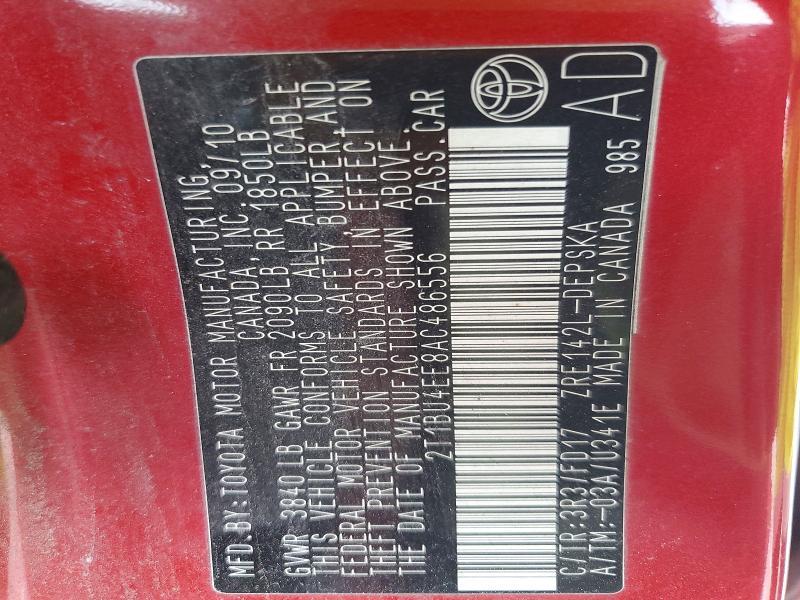 MFD.BY:TOYOTA MOTOR MANUFACTURING,
CANADA, INC. 09/10
GVWR 3840 LB GAWR FR 2090LB, RR 1850LB
THIS VEHICLE CONFORMS TO ALL APPLICABLE
FEDERAL MOTOR VEHICLE SAFETY, BUMPER, AND
THEFT PREVENTION STANDARDS IN EFFECT ON
THE DATE OF MANUFACTURE SHOWN ABOVE.
2T1BU4EE8AC486556 PASS.CAR
C/TR:3R3/FD17 ZRE142L-DEPSKA
A/TM:-03A/U341E MADE IN CANADA 985
AD